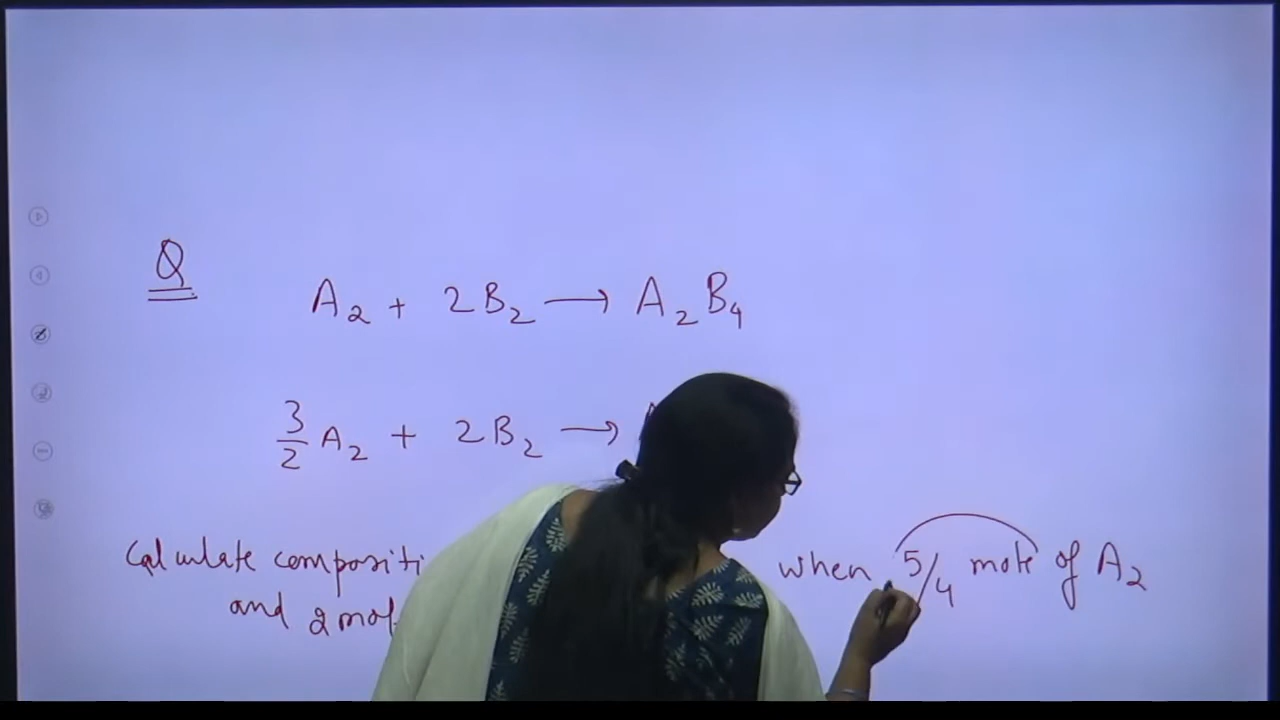 Q
A₂ + 2B₂ → A₂B₄
3/2 A₂ + 2B₂ →
Calculate compositi when 5/4 mole of A₂
and 2 mol